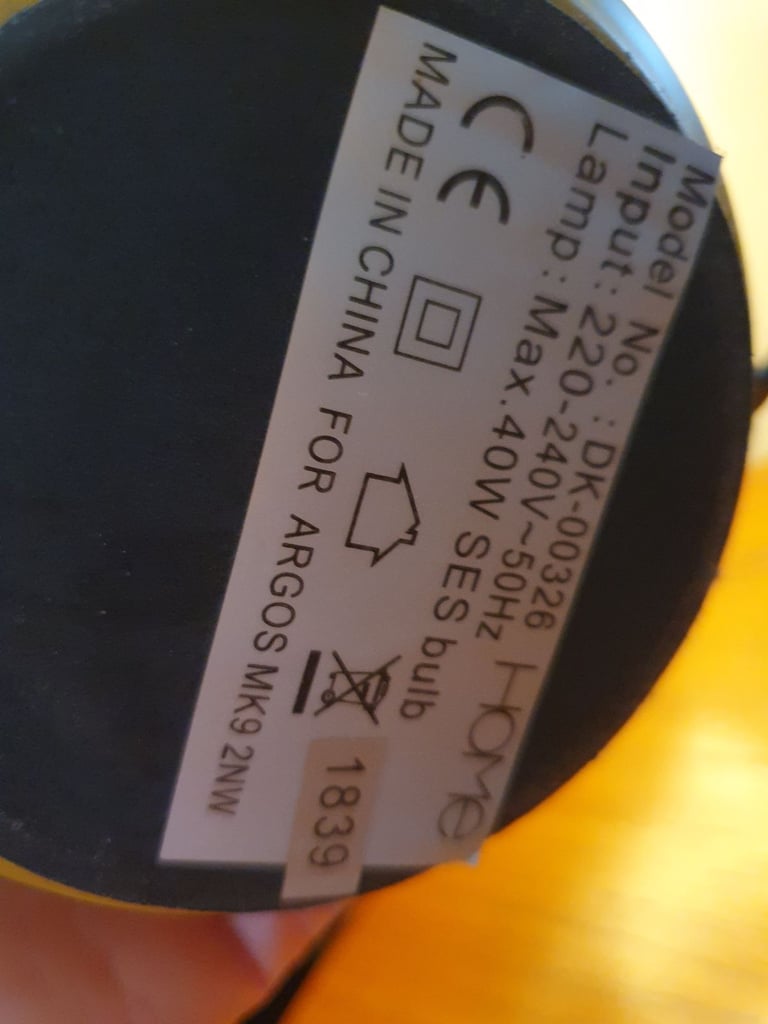 Model No. : DK-00326
Input : 220-240V~50Hz
Lamp : Max.40W SES bulb
HOME
CE
1839
MADE IN CHINA FOR ARGOS MK9 2NW